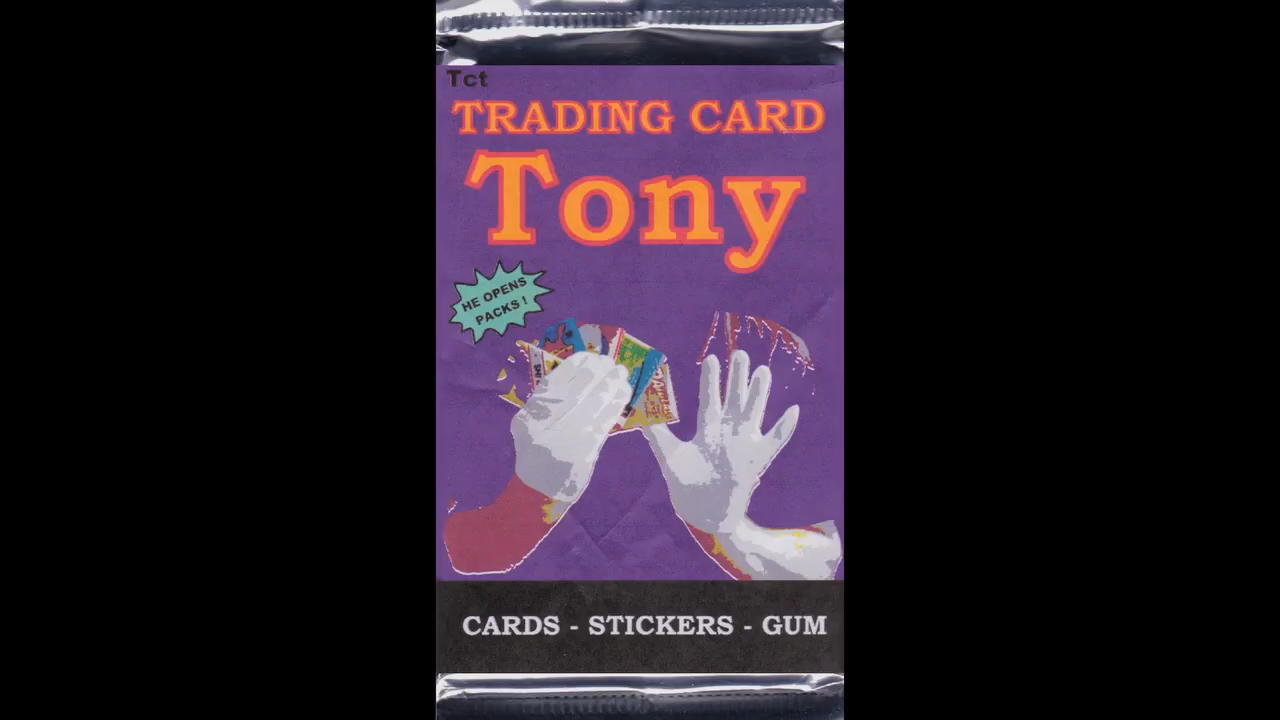 Tct
TRADING CARD
Tony
HE OPENS
PACKS!
CARDS - STICKERS - GUM